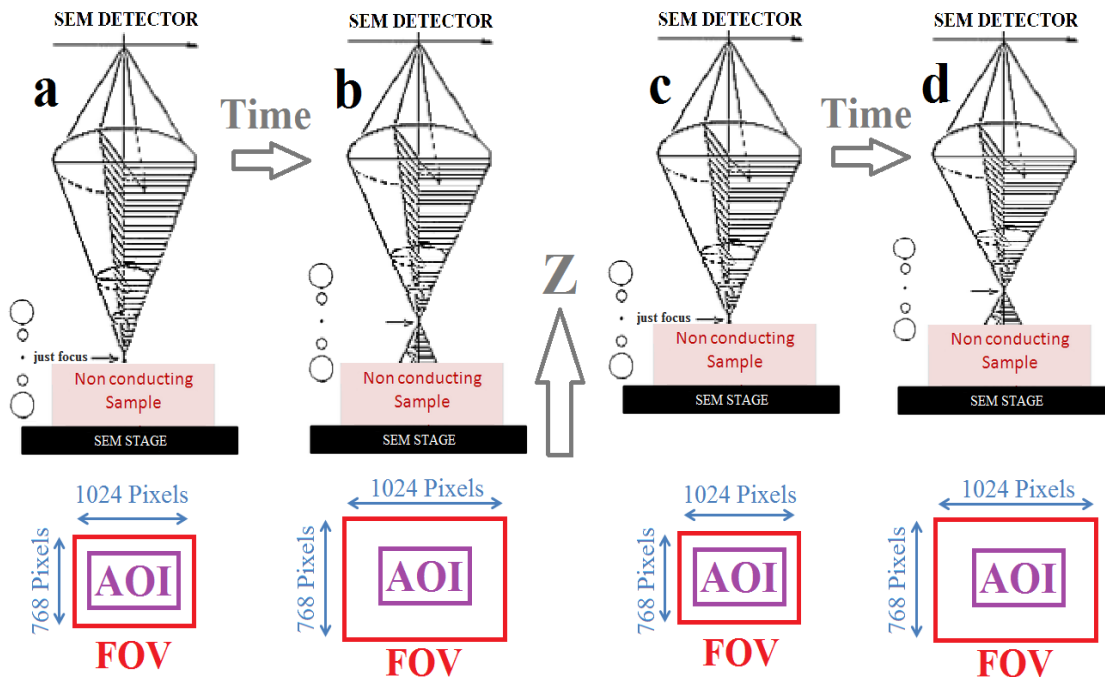 SEM DETECTOR
SEM DETECTOR
SEM DETECTOR
SEM DETECTOR
a
b
c
d
Time
Time
Z
just focus
just focus
Non conducting
Sample
Non conducting
Sample
Non conducting
Sample
Non conducting
Sample
SEM STAGE
SEM STAGE
SEM STAGE
SEM STAGE
1024 Pixels
1024 Pixels
1024 Pixels
1024 Pixels
768 Pixels
AOI
768 Pixels
AOI
768 Pixels
AOI
768 Pixels
AOI
FOV
FOV
FOV
FOV